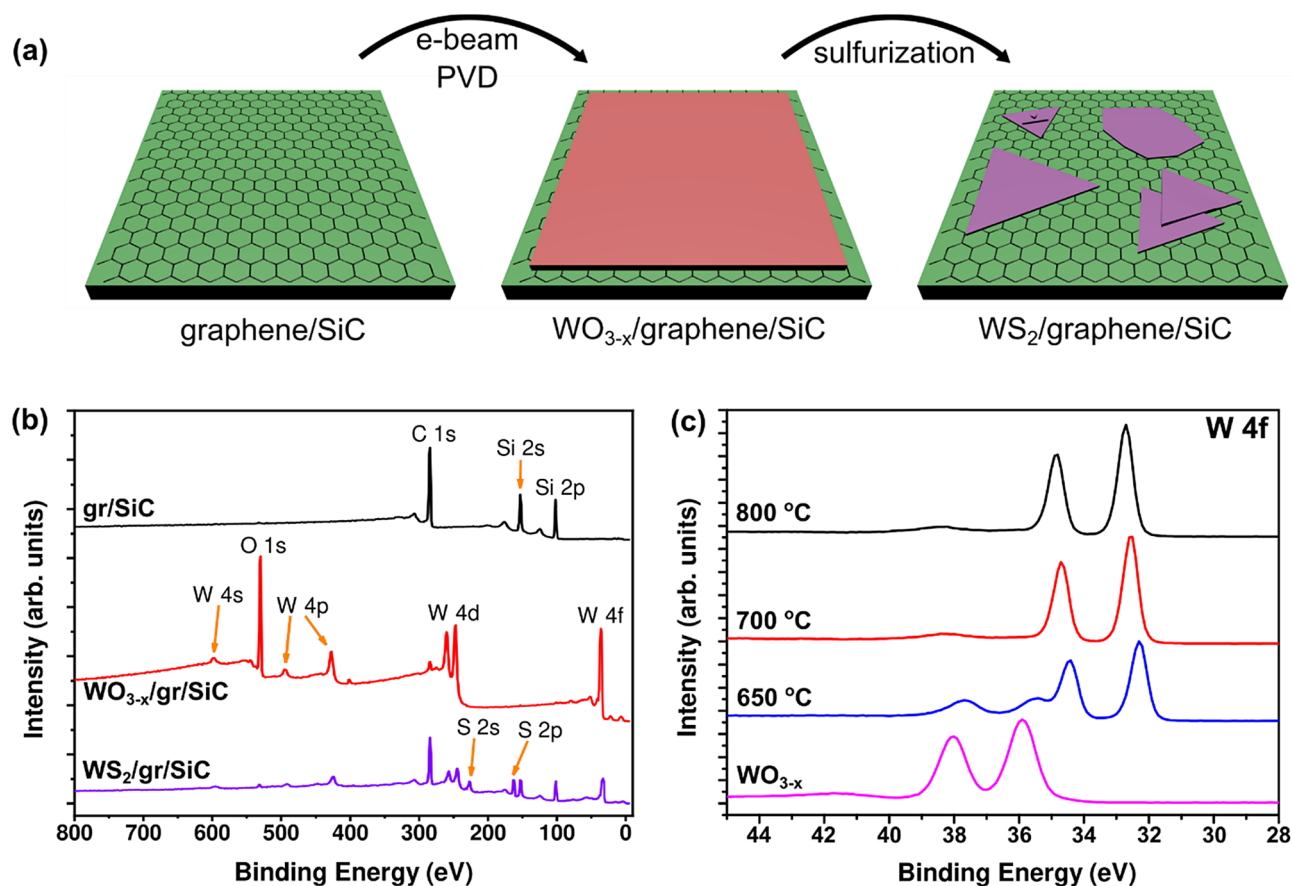 (a)
e-beam
PVD
sulfurization
graphene/SiC
WO3-x/graphene/SiC
WS2/graphene/SiC
(b)
C 1s
Si 2s
Si 2p
gr/SiC
O 1s
W 4s
W 4p
W 4d
W 4f
WO3-x/gr/SiC
S 2s
S 2p
WS2/gr/SiC
Intensity (arb. units)
800 600 500 400 300 200 100 0
Binding Energy (eV)
(c)
W 4f
800 °C
700 °C
650 °C
WO3-x
Intensity (arb. units)
44 42 40 38 36 34 32 30 28
Binding Energy (eV)